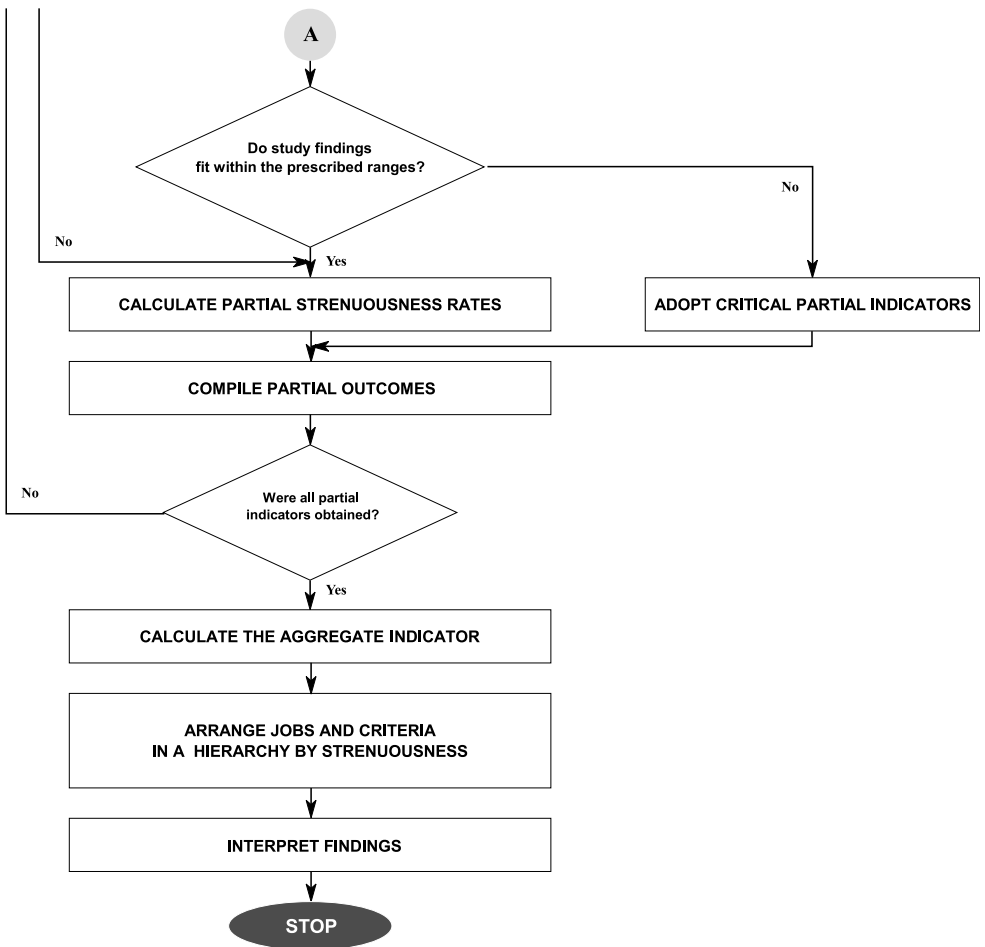 A
Do study findings
fit within the prescribed ranges?
No
No
Yes
CALCULATE PARTIAL STRENUOUSNESS RATES
ADOPT CRITICAL PARTIAL INDICATORS
COMPILE PARTIAL OUTCOMES
No
Were all partial
indicators obtained?
Yes
CALCULATE THE AGGREGATE INDICATOR
ARRANGE JOBS AND CRITERIA
IN A HIERARCHY BY STRENUOUSNESS
INTERPRET FINDINGS
STOP